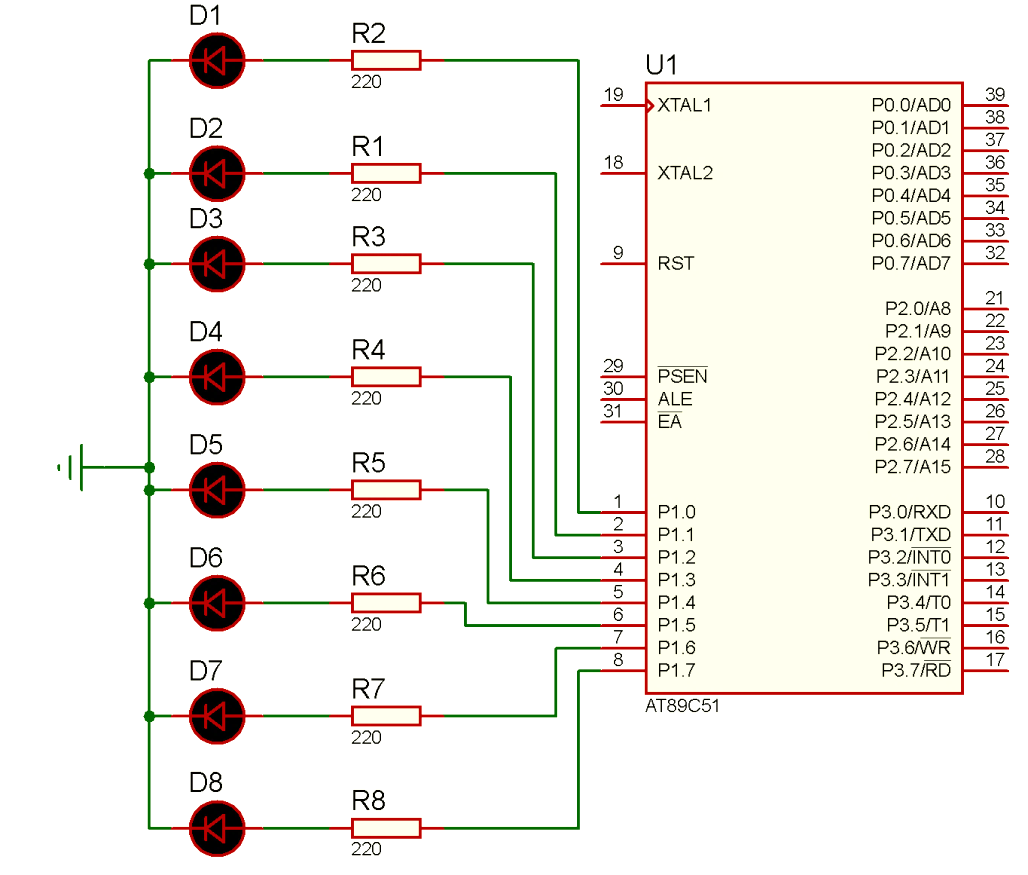 D1
R2
220
D2
R1
220
D3
R3
220
D4
R4
220
D5
R5
220
D6
R6
220
D7
R7
220
D8
R8
220
U1
19 XTAL1 P0.0/AD0 39
P0.1/AD1 38
P0.2/AD2 37
18 XTAL2 P0.3/AD3 36
P0.4/AD4 35
P0.5/AD5 34
P0.6/AD6 33
9 RST P0.7/AD7 32
P2.0/A8 21
P2.1/A9 22
P2.2/A10 23
29 PSEN P2.3/A11 24
30 ALE P2.4/A12 25
31 EA P2.5/A13 26
P2.6/A14 27
P2.7/A15 28
1 P1.0 P3.0/RXD 10
2 P1.1 P3.1/TXD 11
3 P1.2 P3.2/INT0 12
4 P1.3 P3.3/INT1 13
5 P1.4 P3.4/T0 14
6 P1.5 P3.5/T1 15
7 P1.6 P3.6/WR 16
8 P1.7 P3.7/RD 17
AT89C51